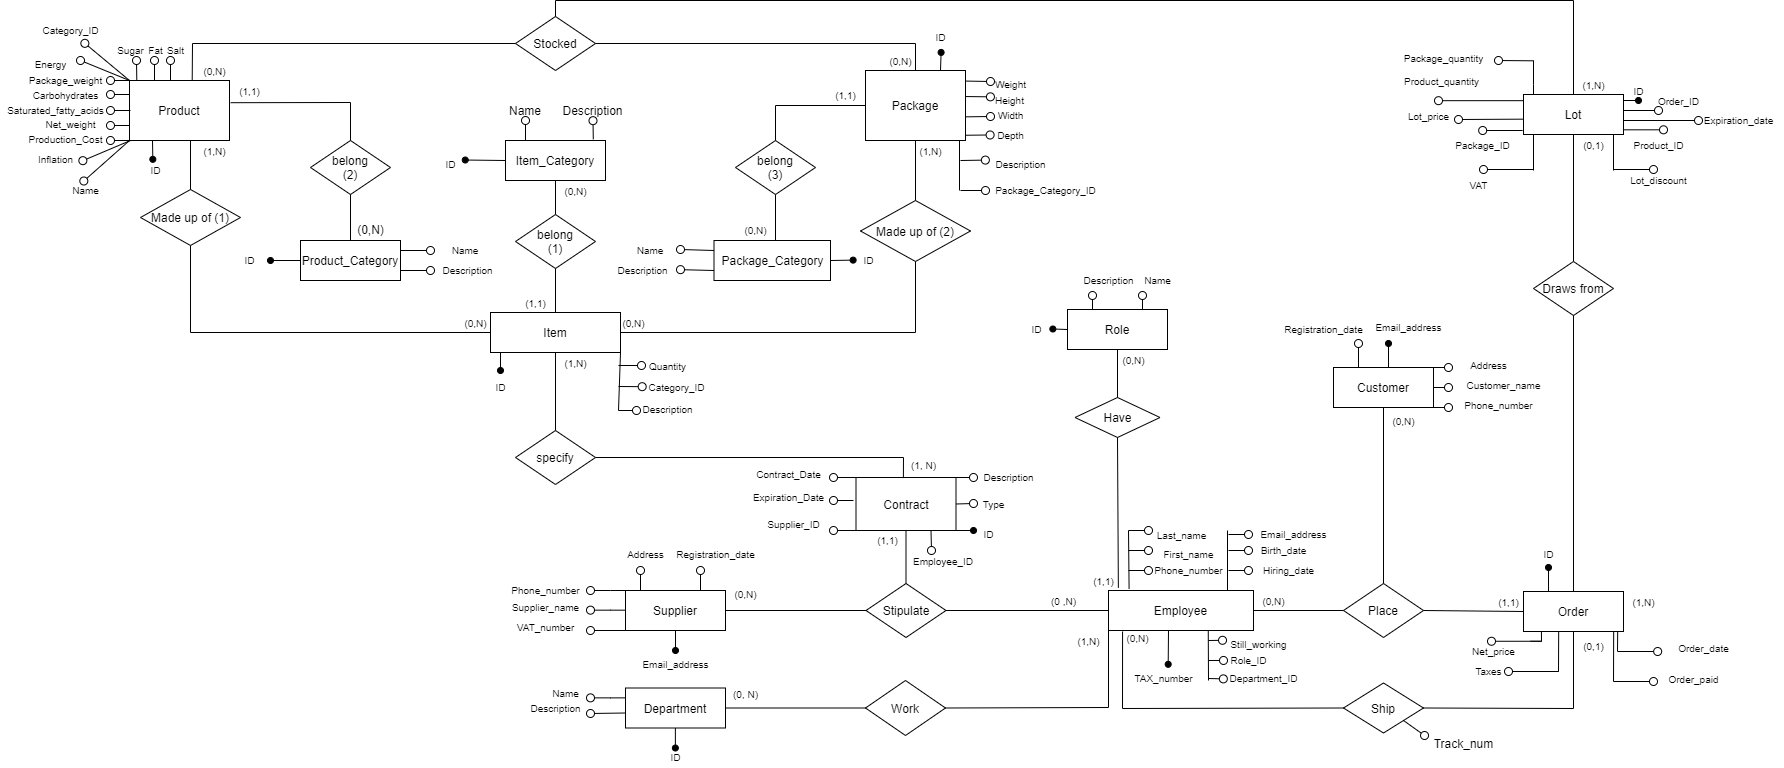 Category_ID
Sugar Fat Salt
Energy
Package_weight
Carbohydrates
Saturated_fatty_acids
Net_weight
Production_Cost
Inflation
Name
ID
Product
(0,N)
(1,1)
(1,N)
Stocked
ID
(0,N)
(1,1)
Package
Weight
Height
Width
Depth
Description
Package_Category_ID
(1,N)
Package_quantity
Product_quantity
Lot_price
Package_ID
VAT
(1,N)
ID
Order_ID
Lot
Expiration_date
Product_ID
(0,1)
Lot_discount
Name
Description
ID
Item_Category
(0,N)
belong
(2)
belong
(3)
Made up of (1)
belong
(1)
Made up of (2)
(0,N)
ID
Product_Category
Name
Description
(0,N)
Name
Description
Package_Category
ID
Draws from
(1,1)
(0,N)
Item
(0,N)
(1,N)
ID
Quantity
Category_ID
Description
Description
Name
ID
Role
(0,N)
Registration_date
Email_address
Customer
Address
Customer_name
Phone_number
(0,N)
Have
specify
(1, N)
Contract_Date
Expiration_Date
Supplier_ID
Contract
Description
Type
ID
(1,1)
Employee_ID
Last_name
First_name
Phone_number
Email_address
Birth_date
Hiring_date
Address
Registration_date
Phone_number
Supplier_name
VAT_number
Supplier
(0,N)
Email_address
Stipulate
(0 ,N)
(1,1)
Employee
(0,N)
(1,N)
(0,N)
TAX_number
Still_working
Role_ID
Department_ID
Place
ID
(1,1)
Order
(1,N)
(0,1)
Net_price
Taxes
Order_date
Order_paid
Name
Description
Department
(0, N)
ID
Work
Ship
Track_num